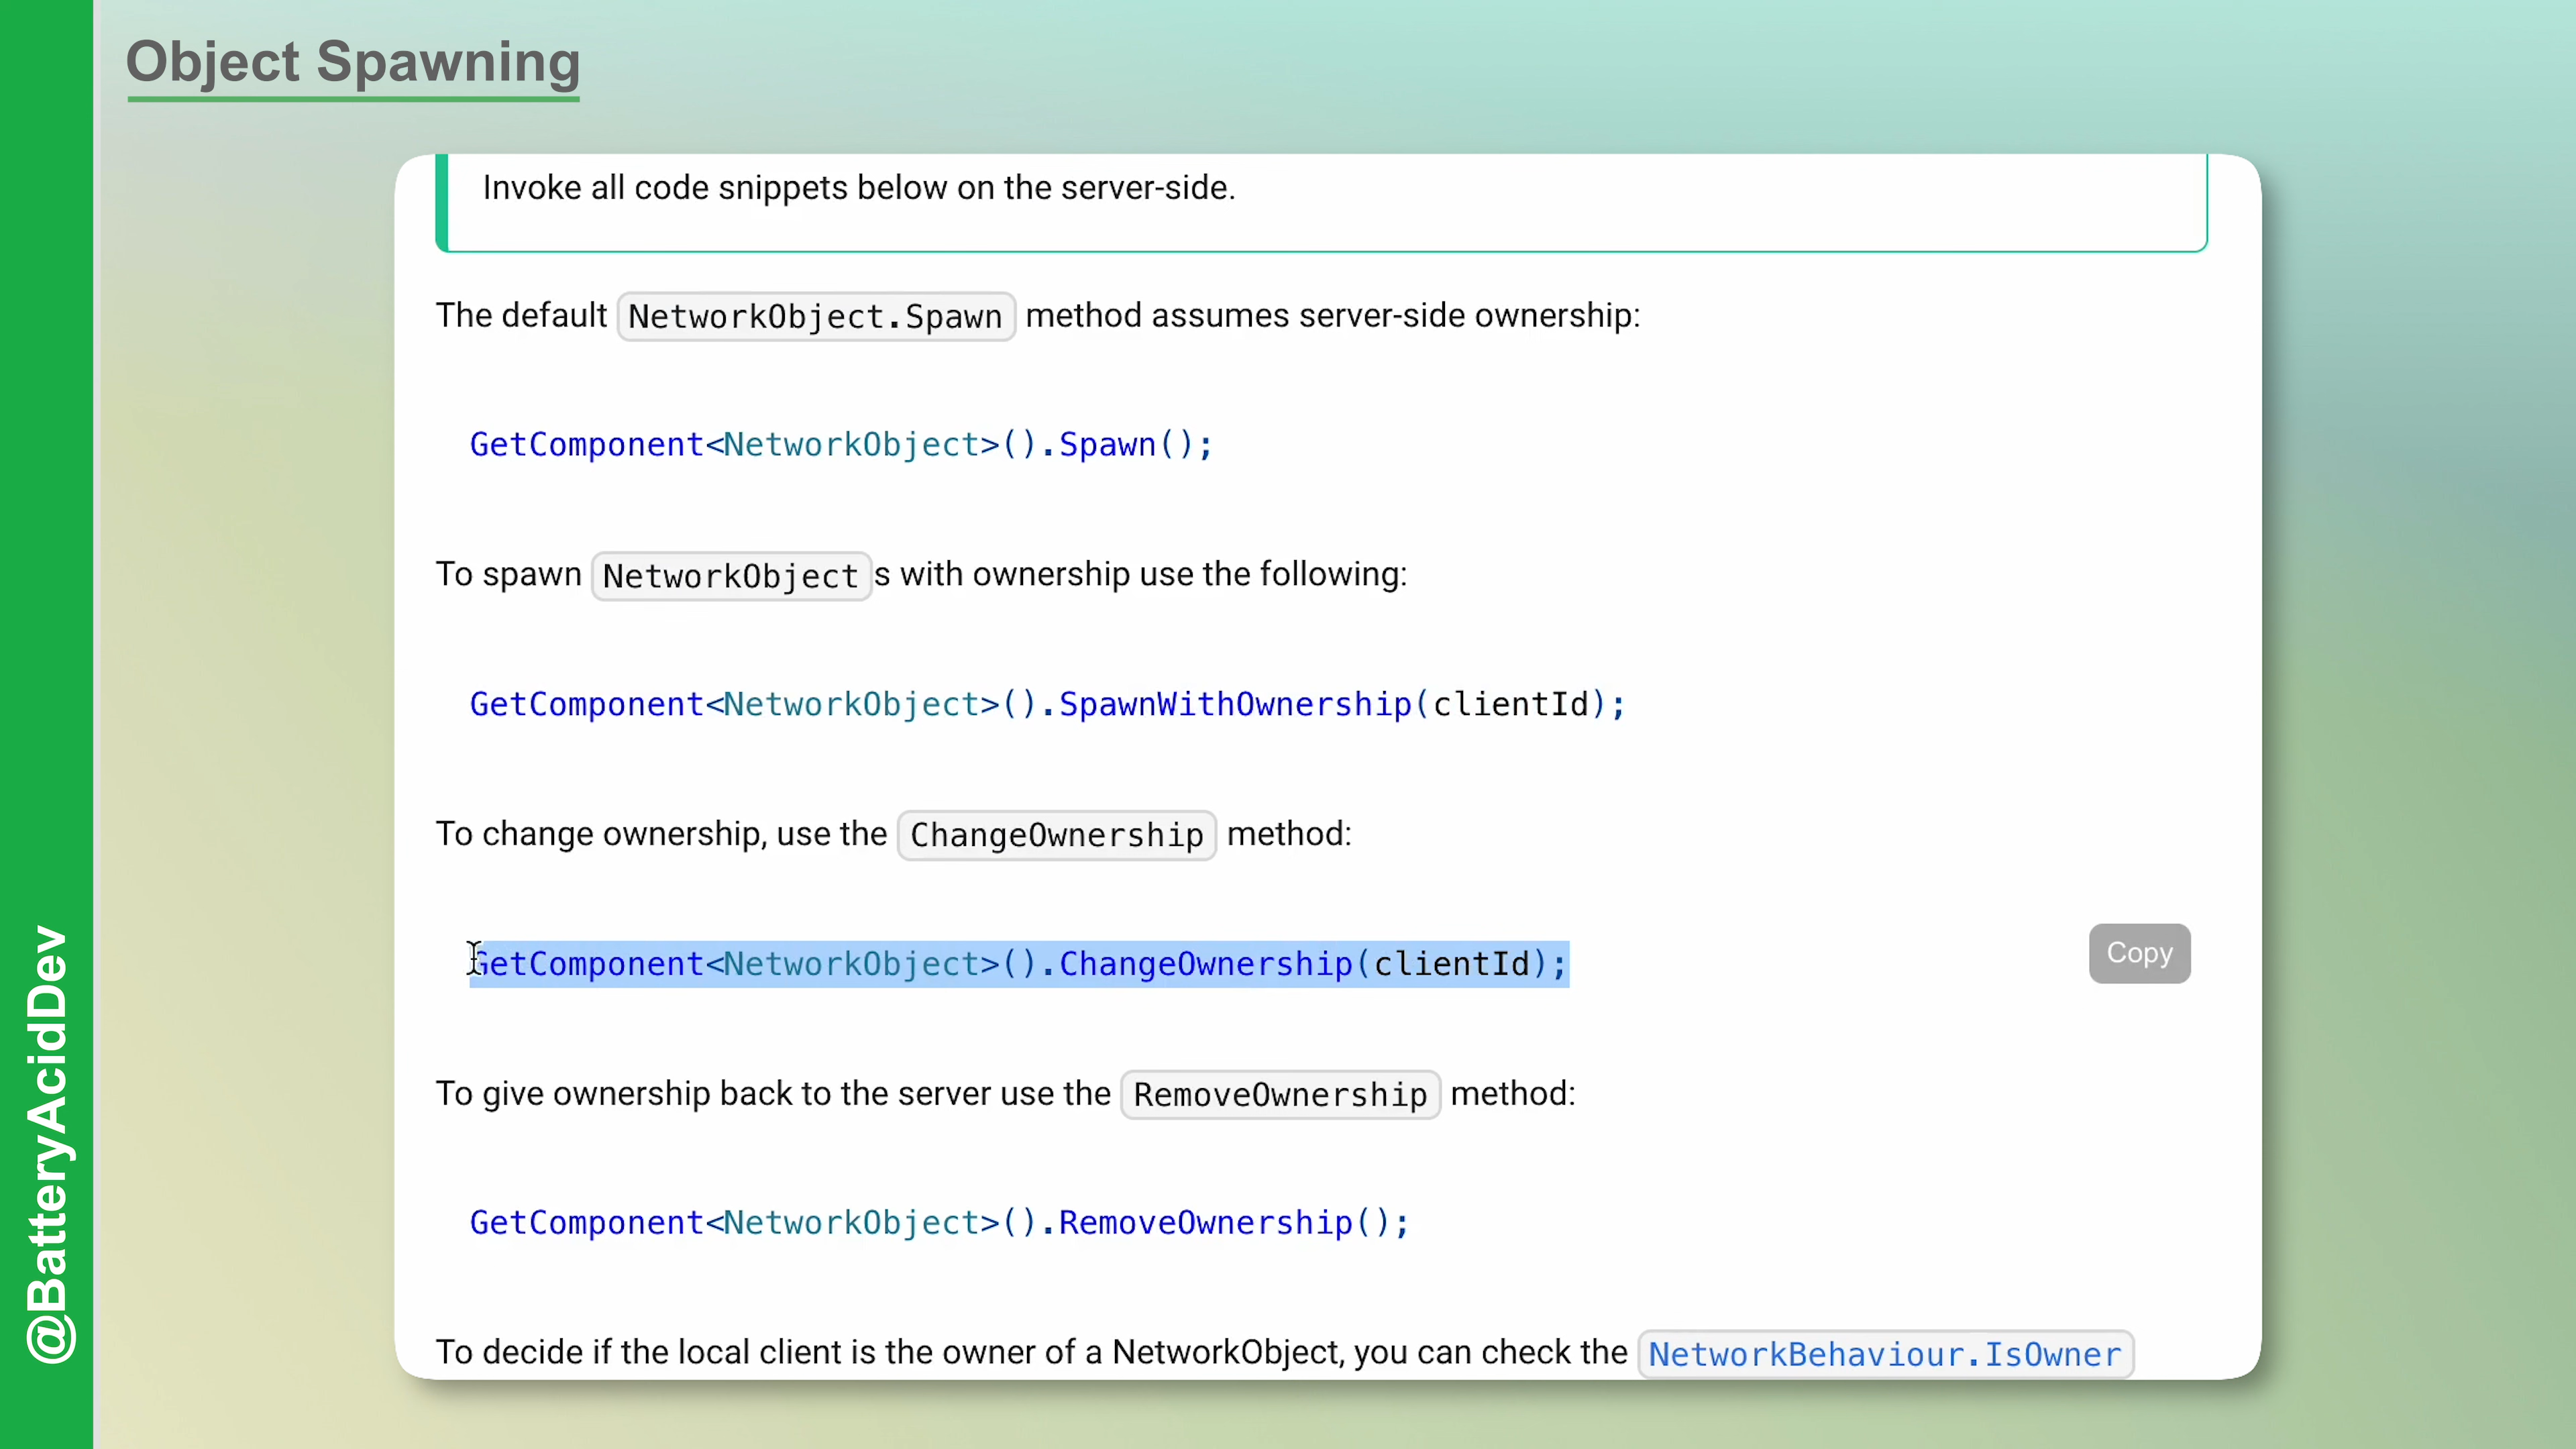 Object Spawning
Invoke all code snippets below on the server-side.
The default NetworkObject.Spawn method assumes server-side ownership:
GetComponent<NetworkObject>().Spawn();
To spawn NetworkObject s with ownership use the following:
GetComponent<NetworkObject>().SpawnWithOwnership(clientId);
To change ownership, use the ChangeOwnership method:
GetComponent<NetworkObject>().ChangeOwnership(clientId);
Copy
To give ownership back to the server use the RemoveOwnership method:
GetComponent<NetworkObject>().RemoveOwnership();
To decide if the local client is the owner of a NetworkObject, you can check the NetworkBehaviour.IsOwner
@BatteryAcidDev